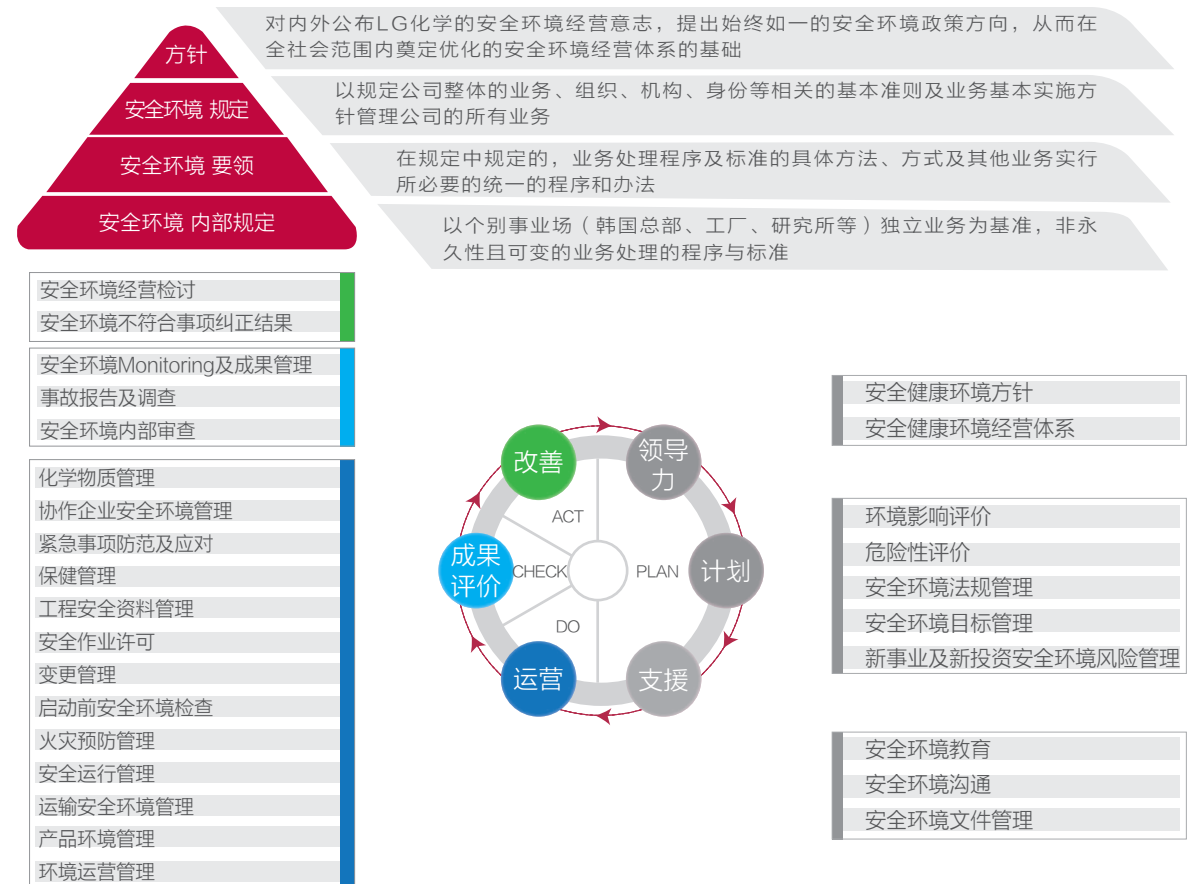 方针
对内外公布LG化学的安全环境经营意志，提出始终如一的安全环境政策方向，从而在
全社会范围内奠定优化的安全环境经营体系的基础
安全环境 规定
以规定公司整体的业务、组织、机构、身份等相关的基本准则及业务基本实施方
针管理公司的所有业务
安全环境 要领
在规定中规定的，业务处理程序及标准的具体方法、方式及其他业务实行
所必要的统一的程序和办法
安全环境 内部规定
以个别事业场（韩国总部、工厂、研究所等）独立业务为基准，非永
久性且可变的业务处理的程序与标准
安全环境经营检讨
安全环境不符合事项纠正结果
安全环境Monitoring及成果管理
事故报告及调查
安全环境内部审查
化学物质管理
协作企业安全环境管理
紧急事项防范及应对
保健管理
工程安全资料管理
安全作业许可
变更管理
启动前安全环境检查
火灾预防管理
安全运行管理
运输安全环境管理
产品环境管理
环境运营管理
改善
领导
力
计划
支援
运营
成果
评价
ACT
PLAN
CHECK
DO
安全健康环境方针
安全健康环境经营体系
环境影响评价
危险性评价
安全环境法规管理
安全环境目标管理
新事业及新投资安全环境风险管理
安全环境教育
安全环境沟通
安全环境文件管理